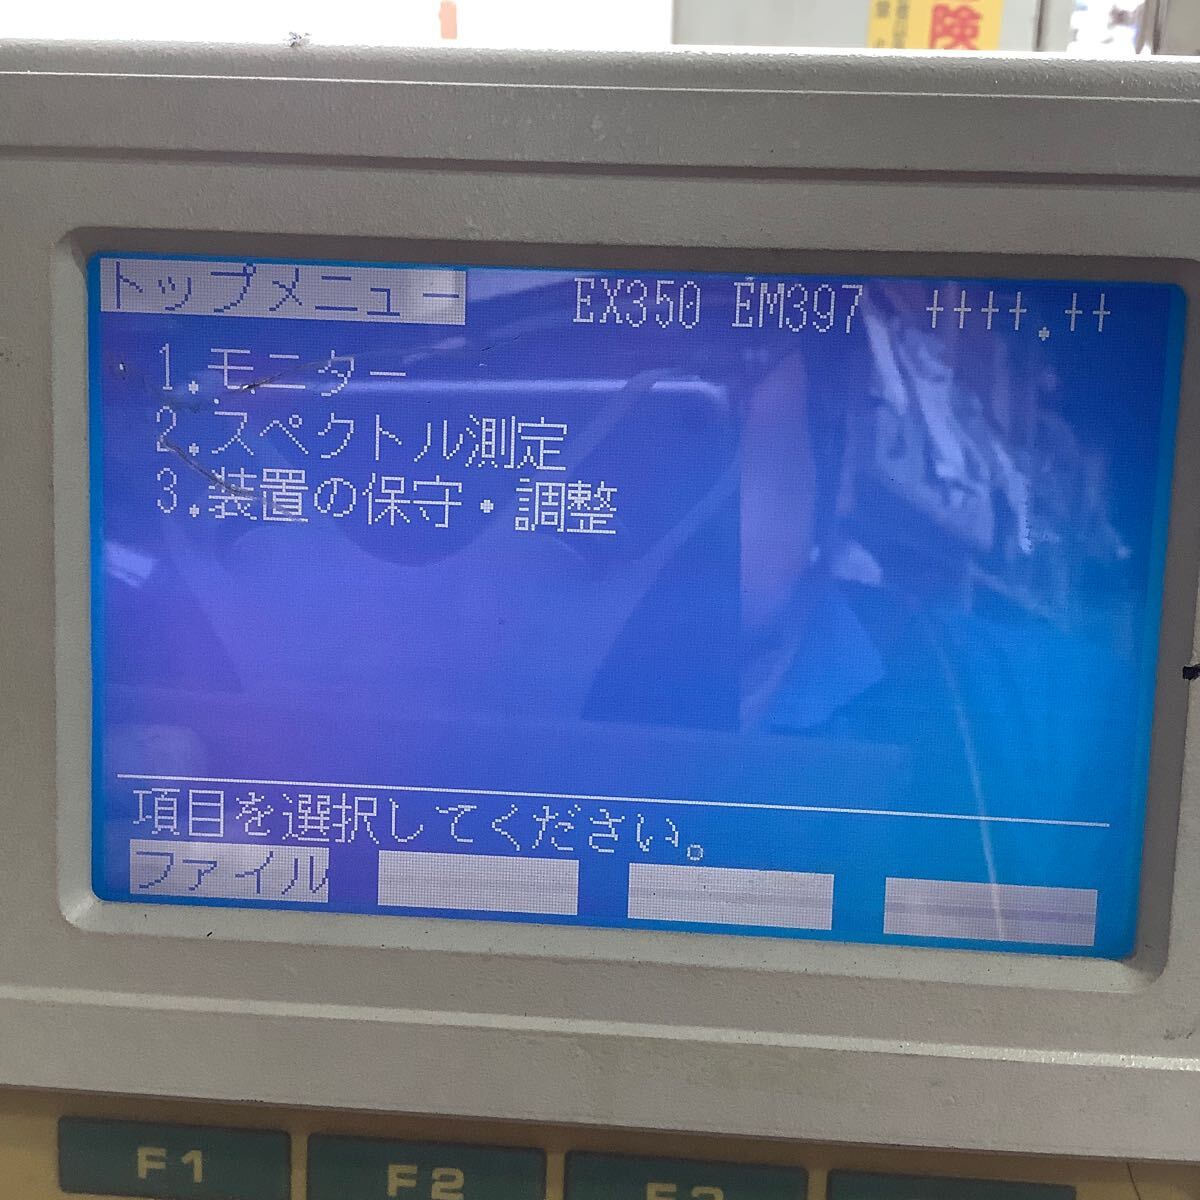 険
トップメニュー EX350 EM397 ++++.++
1.モニター
2.スペクトル測定
3.装置の保守・調整
項目を選択してください。
ファイル
F1
F2
F3